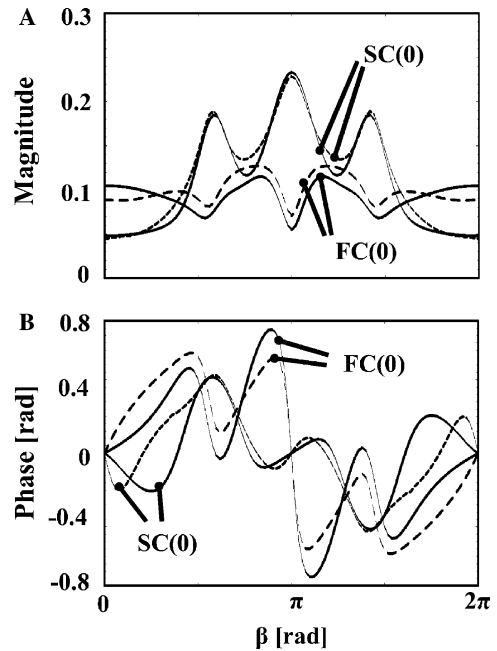 A
0.3
0.2
0.1
0
Magnitude
SC(0)
FC(0)
B
0.8
0.4
0
-0.4
-0.8
Phase [rad]
FC(0)
SC(0)
0
π
2π
β [rad]